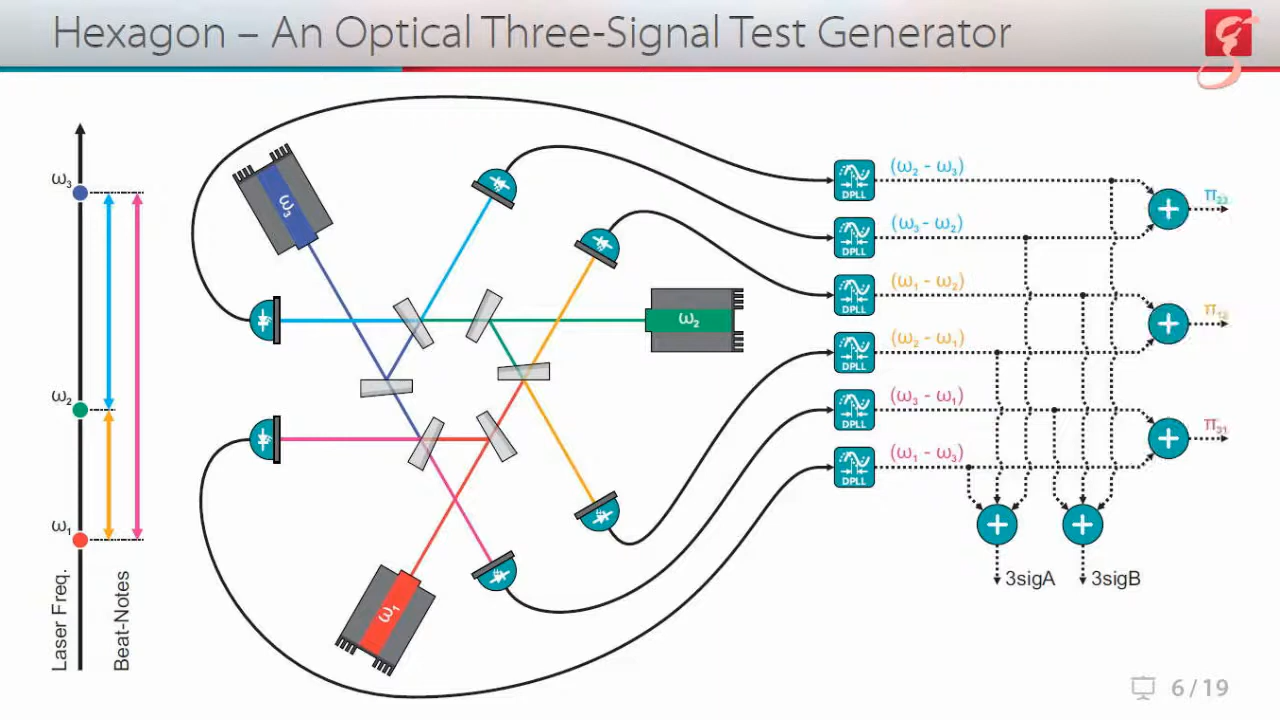 Hexagon – An Optical Three-Signal Test Generator
ω₃
ω₂
ω₁
Laser Freq.
Beat-Notes
ω₃
ω₂
ω₁
DPLL
(ω₂ - ω₃)
DPLL
(ω₃ - ω₂)
DPLL
(ω₁ - ω₂)
DPLL
(ω₂ - ω₁)
DPLL
(ω₃ - ω₁)
DPLL
(ω₁ - ω₃)
π₂₃
π₁₂
π₃₁
3sigA
3sigB
6 / 19